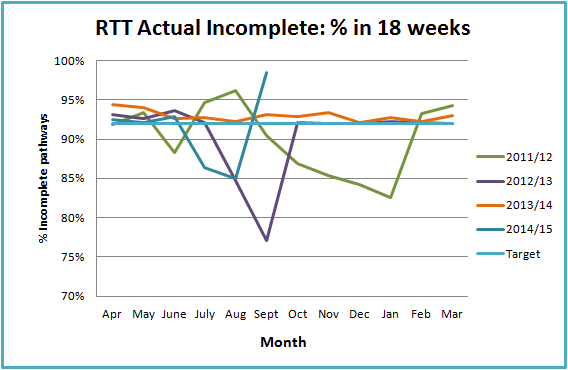 RTT Actual Incomplete: % in 18 weeks
% Incomplete pathways
100%
95%
90%
85%
80%
75%
70%
Apr May June July Aug Sept Oct Nov Dec Jan Feb Mar
Month
2011/12
2012/13
2013/14
2014/15
Target